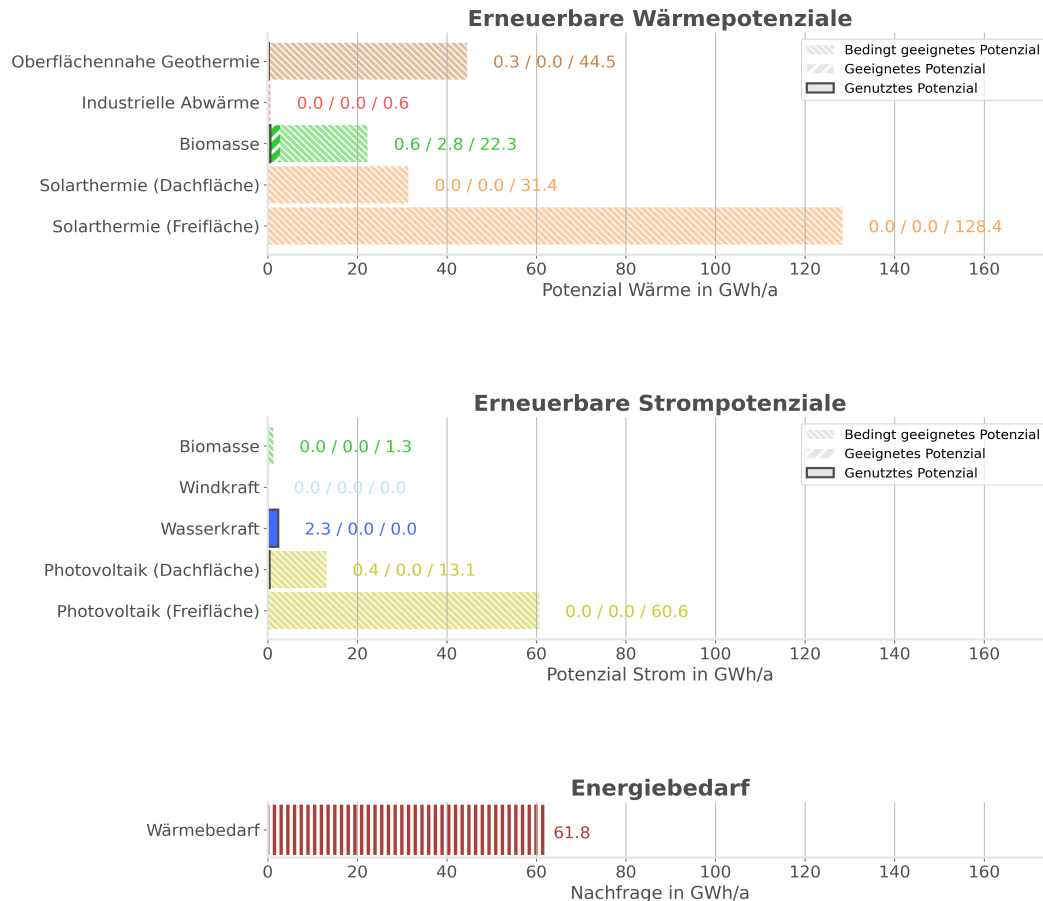 Erneuerbare Wärmepotenziale
Oberflächennahe Geothermie
0.3 / 0.0 / 44.5
Industrielle Abwärme
0.0 / 0.0 / 0.6
Biomasse
0.6 / 2.8 / 22.3
Solarthermie (Dachfläche)
0.0 / 0.0 / 31.4
Solarthermie (Freifläche)
0.0 / 0.0 / 128.4
Bedingt geeignetes Potenzial
Geeignetes Potenzial
Genutztes Potenzial
0 20 40 60 80 100 120 140 160
Potenzial Wärme in GWh/a
Erneuerbare Strompotenziale
Biomasse
0.0 / 0.0 / 1.3
Windkraft
0.0 / 0.0 / 0.0
Wasserkraft
2.3 / 0.0 / 0.0
Photovoltaik (Dachfläche)
0.4 / 0.0 / 13.1
Photovoltaik (Freifläche)
0.0 / 0.0 / 60.6
Bedingt geeignetes Potenzial
Geeignetes Potenzial
Genutztes Potenzial
0 20 40 60 80 100 120 140 160
Potenzial Strom in GWh/a
Energiebedarf
Wärmebedarf
61.8
0 20 40 60 80 100 120 140 160
Nachfrage in GWh/a